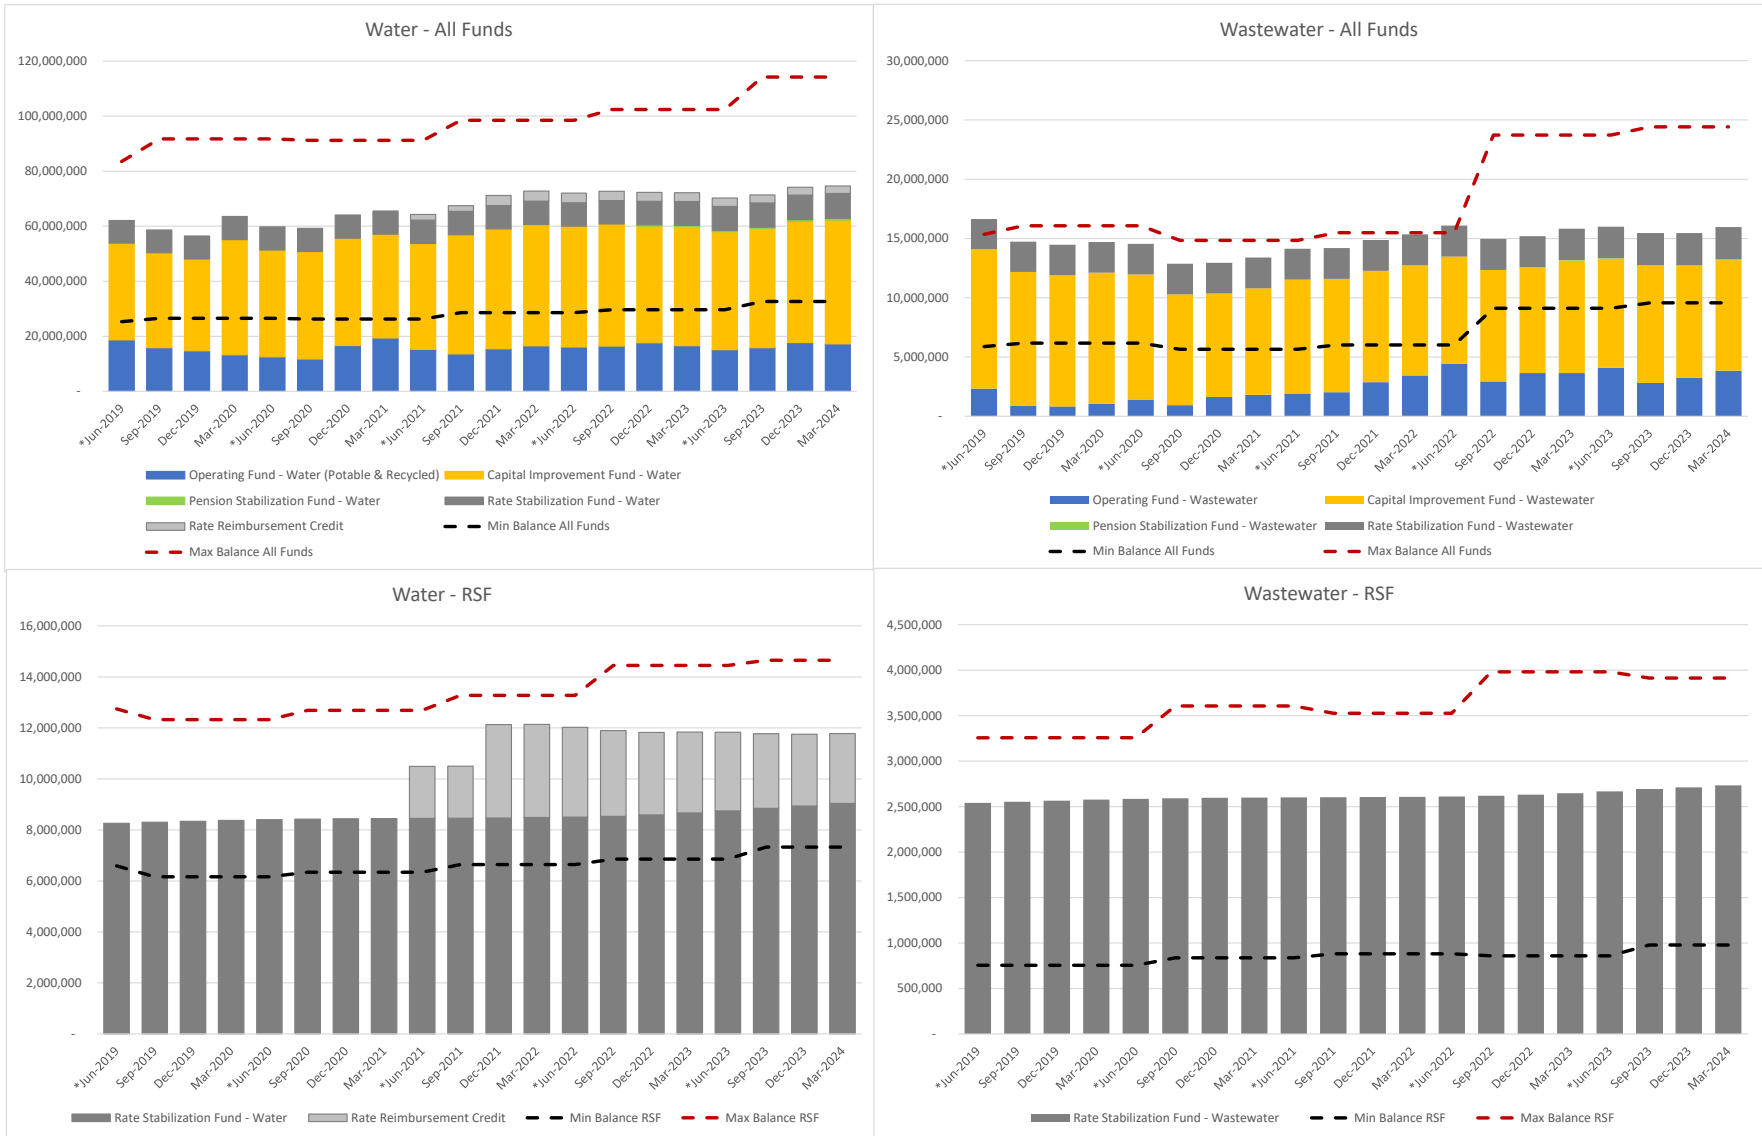 Water - All Funds
120,000,000
100,000,000
80,000,000
60,000,000
40,000,000
20,000,000
-
*Jun-2019 Sep-2019 Dec-2019 Mar-2020 *Jun-2020 Sep-2020 Dec-2020 Mar-2021 *Jun-2021 Sep-2021 Dec-2021 Mar-2022 *Jun-2022 Sep-2022 Dec-2022 Mar-2023 *Jun-2023 Sep-2023 Dec-2023 Mar-2024
Operating Fund - Water (Potable & Recycled) Capital Improvement Fund - Water
Pension Stabilization Fund - Water Rate Stabilization Fund - Water
Rate Reimbursement Credit Min Balance All Funds
Max Balance All Funds
Wastewater - All Funds
30,000,000
25,000,000
20,000,000
15,000,000
10,000,000
5,000,000
-
*Jun-2019 Sep-2019 Dec-2019 Mar-2020 *Jun-2020 Sep-2020 Dec-2020 Mar-2021 *Jun-2021 Sep-2021 Dec-2021 Mar-2022 *Jun-2022 Sep-2022 Dec-2022 Mar-2023 *Jun-2023 Sep-2023 Dec-2023 Mar-2024
Operating Fund - Wastewater Capital Improvement Fund - Wastewater
Pension Stabilization Fund - Wastewater Rate Stabilization Fund - Wastewater
Min Balance All Funds Max Balance All Funds
Water - RSF
16,000,000
14,000,000
12,000,000
10,000,000
8,000,000
6,000,000
4,000,000
2,000,000
-
*Jun-2019 Sep-2019 Dec-2019 Mar-2020 *Jun-2020 Sep-2020 Dec-2020 Mar-2021 *Jun-2021 Sep-2021 Dec-2021 Mar-2022 *Jun-2022 Sep-2022 Dec-2022 Mar-2023 *Jun-2023 Sep-2023 Dec-2023 Mar-2024
Rate Stabilization Fund - Water Rate Reimbursement Credit Min Balance RSF Max Balance RSF
Wastewater - RSF
4,500,000
4,000,000
3,500,000
3,000,000
2,500,000
2,000,000
1,500,000
1,000,000
500,000
-
*Jun-2019 Sep-2019 Dec-2019 Mar-2020 *Jun-2020 Sep-2020 Dec-2020 Mar-2021 *Jun-2021 Sep-2021 Dec-2021 Mar-2022 *Jun-2022 Sep-2022 Dec-2022 Mar-2023 *Jun-2023 Sep-2023 Dec-2023 Mar-2024
Rate Stabilization Fund - Wastewater Min Balance RSF Max Balance RSF